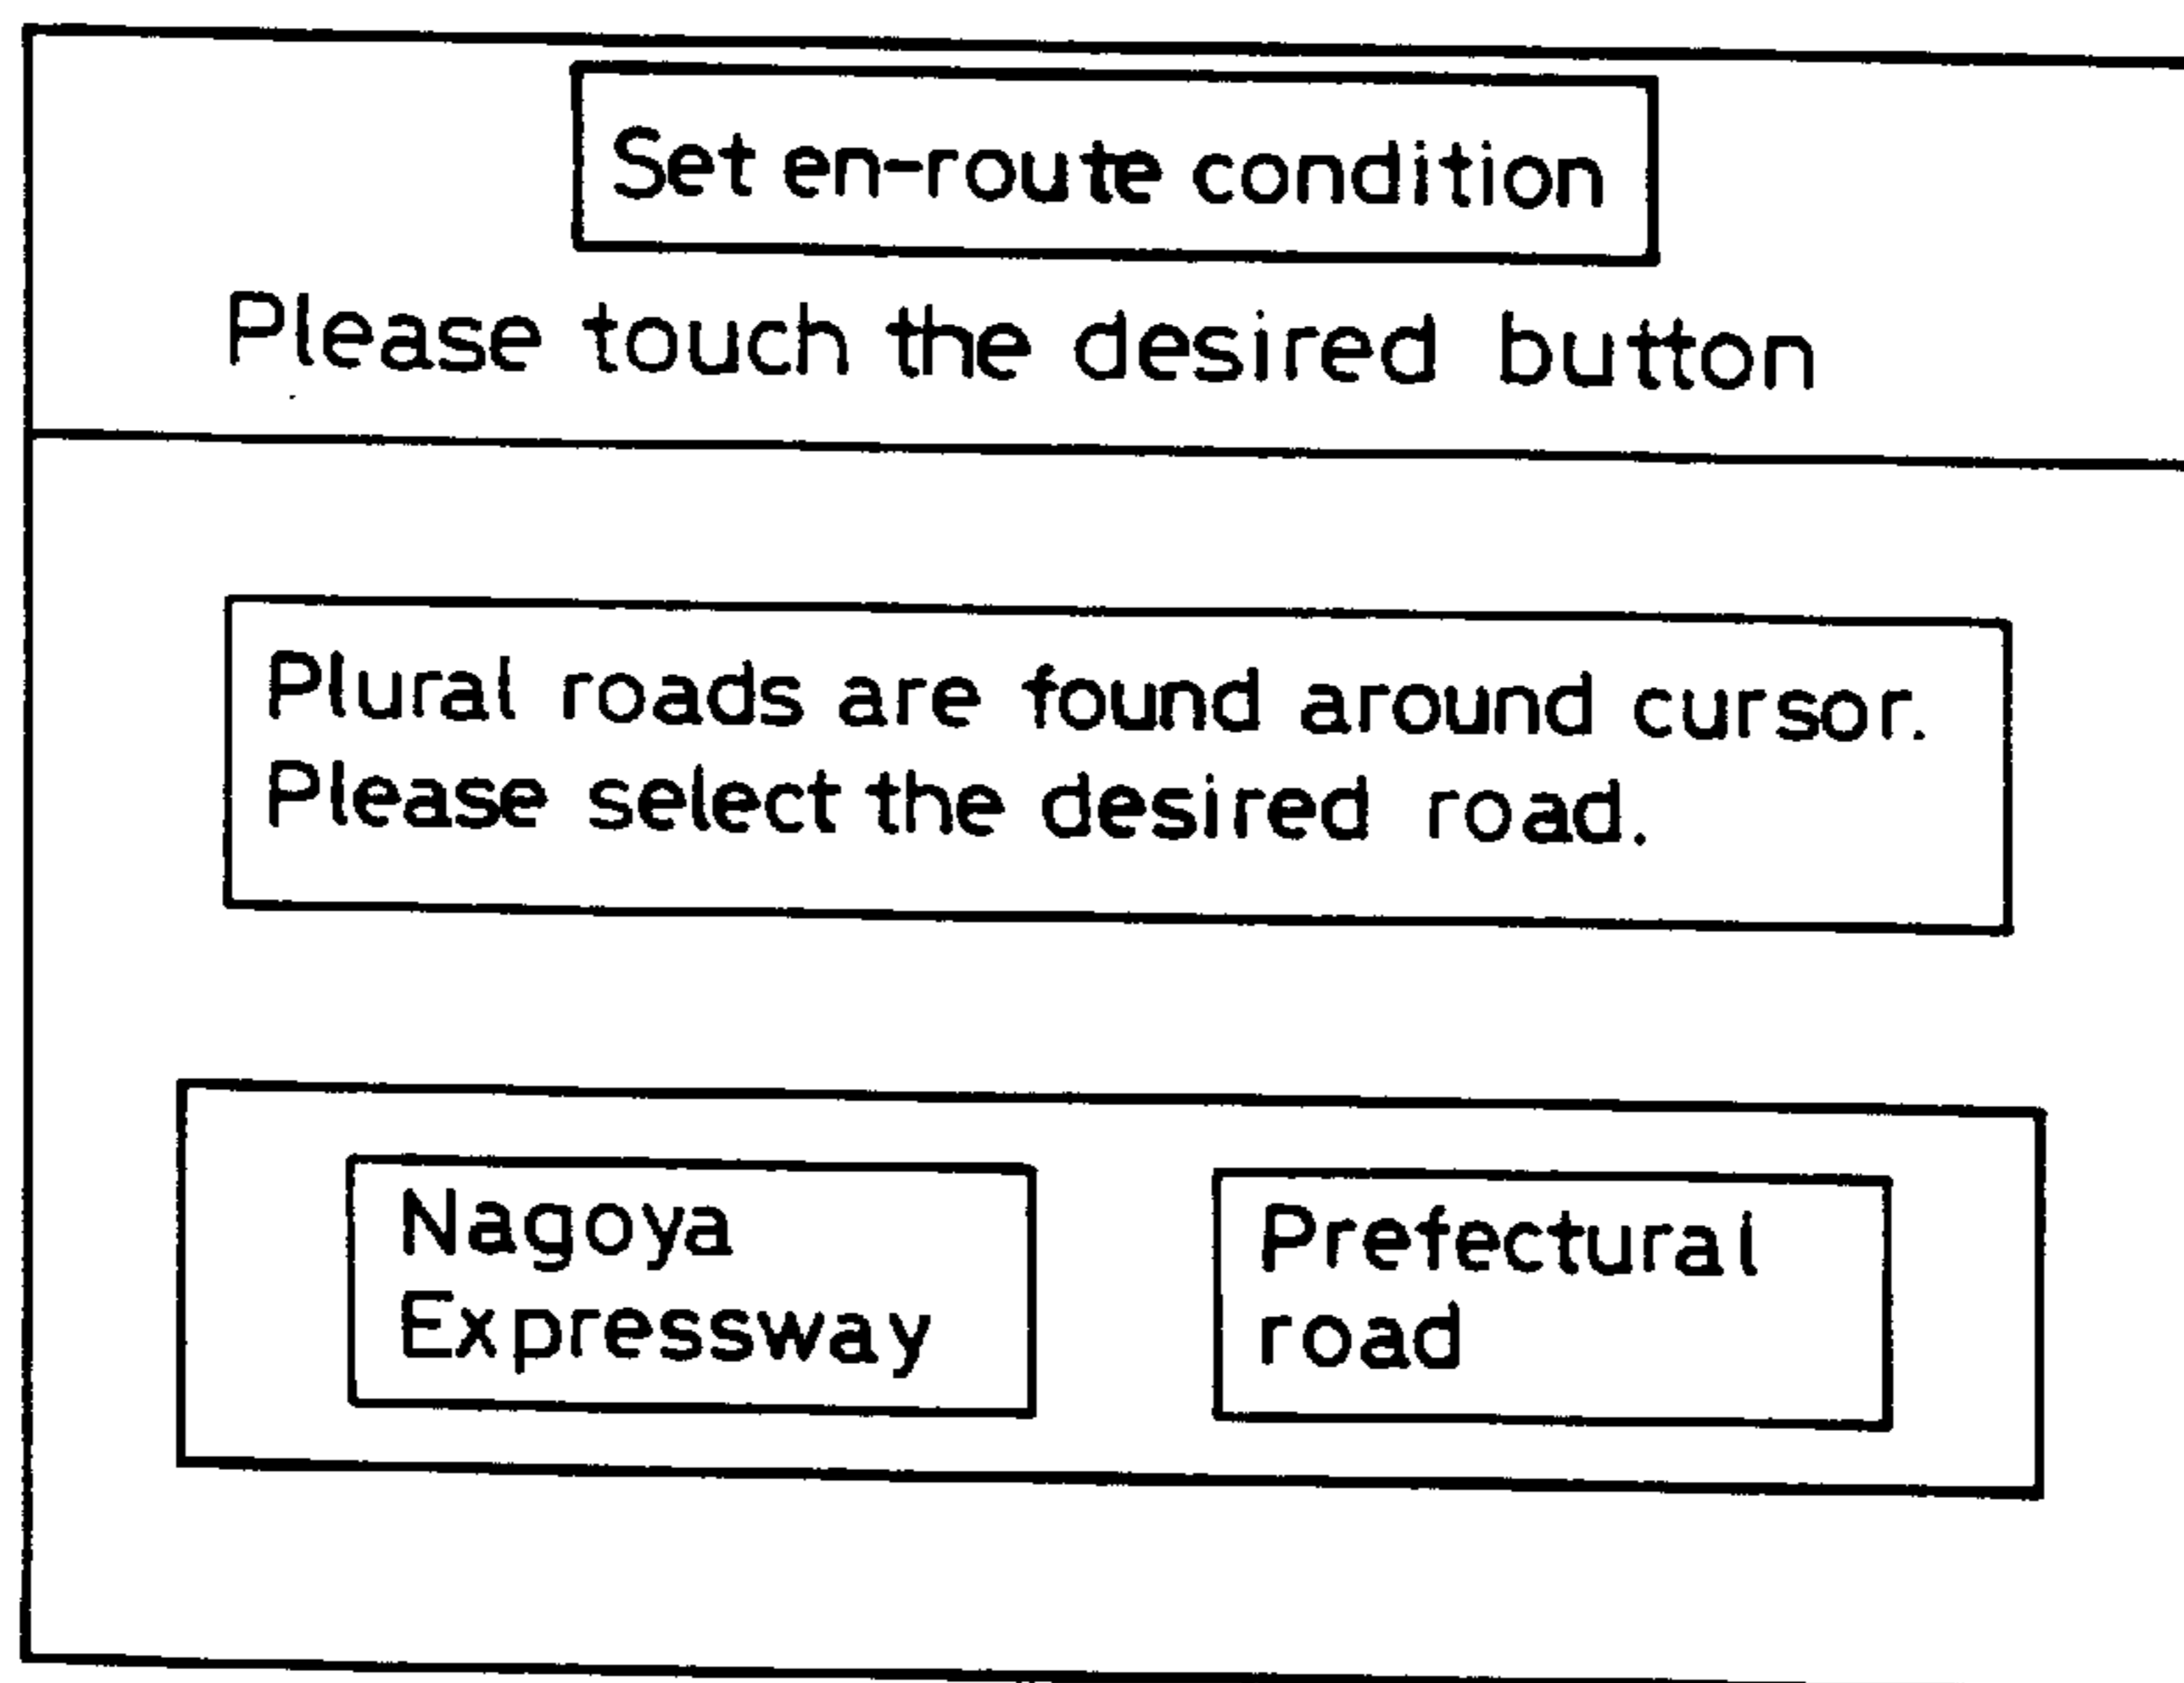 Set en-route condition
Please touch the desired button
Plural roads are found around cursor.
Please select the desired road.
Nagoya
Expressway
Prefectural
road